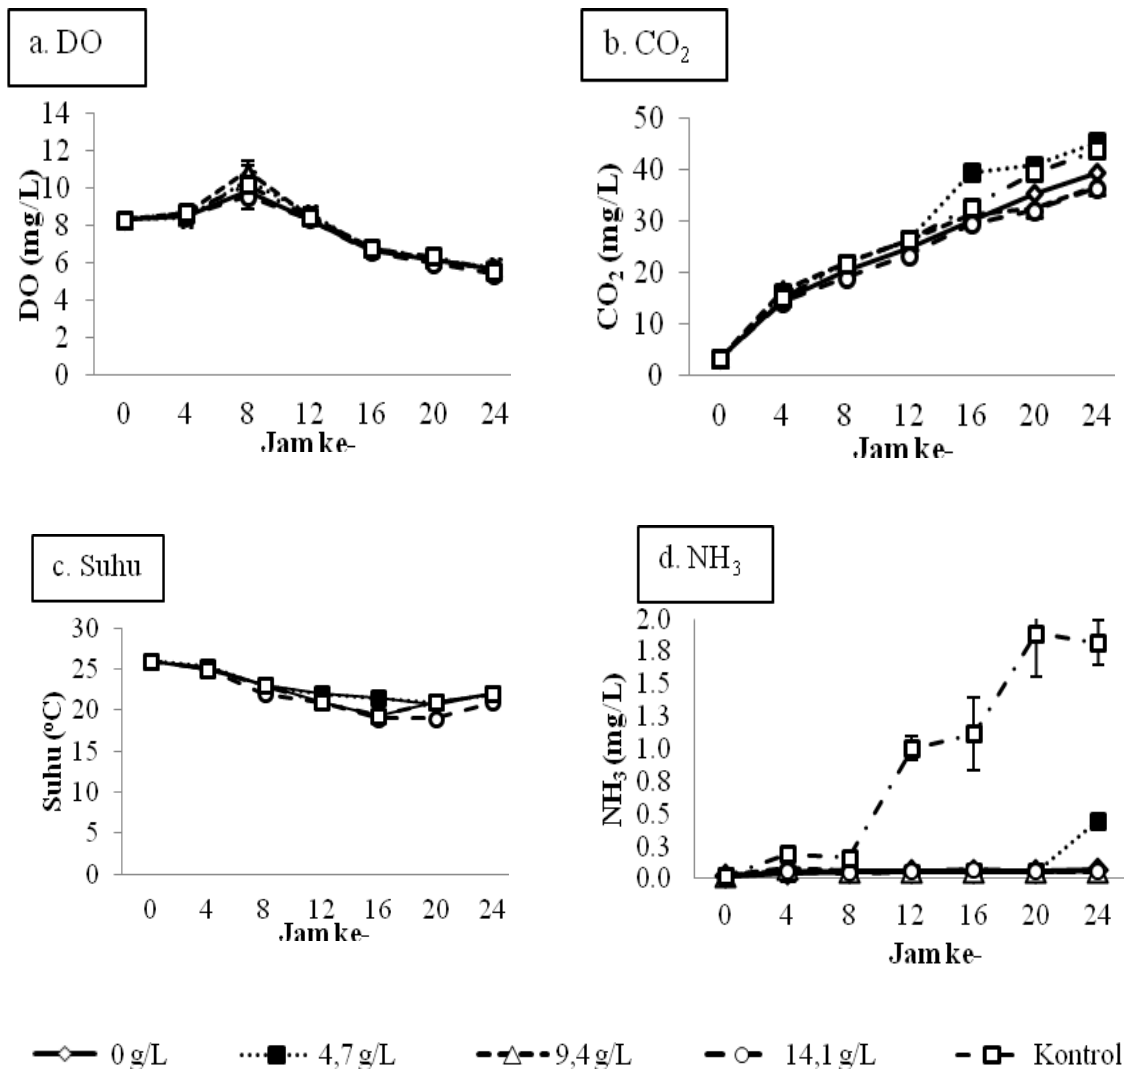 a. DO
b. CO₂
14
12
10
8
6
4
2
0
DO (mg/L)
0 4 8 12 16 20 24
Jam ke-
50
40
30
20
10
0
CO₂ (mg/L)
0 4 8 12 16 20 24
Jam ke-
c. Suhu
d. NH₃
30
25
20
15
10
5
0
Suhu (°C)
0 4 8 12 16 20 24
Jam ke-
2.0
1.8
1.5
1.3
1.0
0.8
0.5
0.3
0.0
NH₃ (mg/L)
0 4 8 12 16 20 24
Jam ke-
0 g/L 4,7 g/L 9,4 g/L 14,1 g/L Kontrol